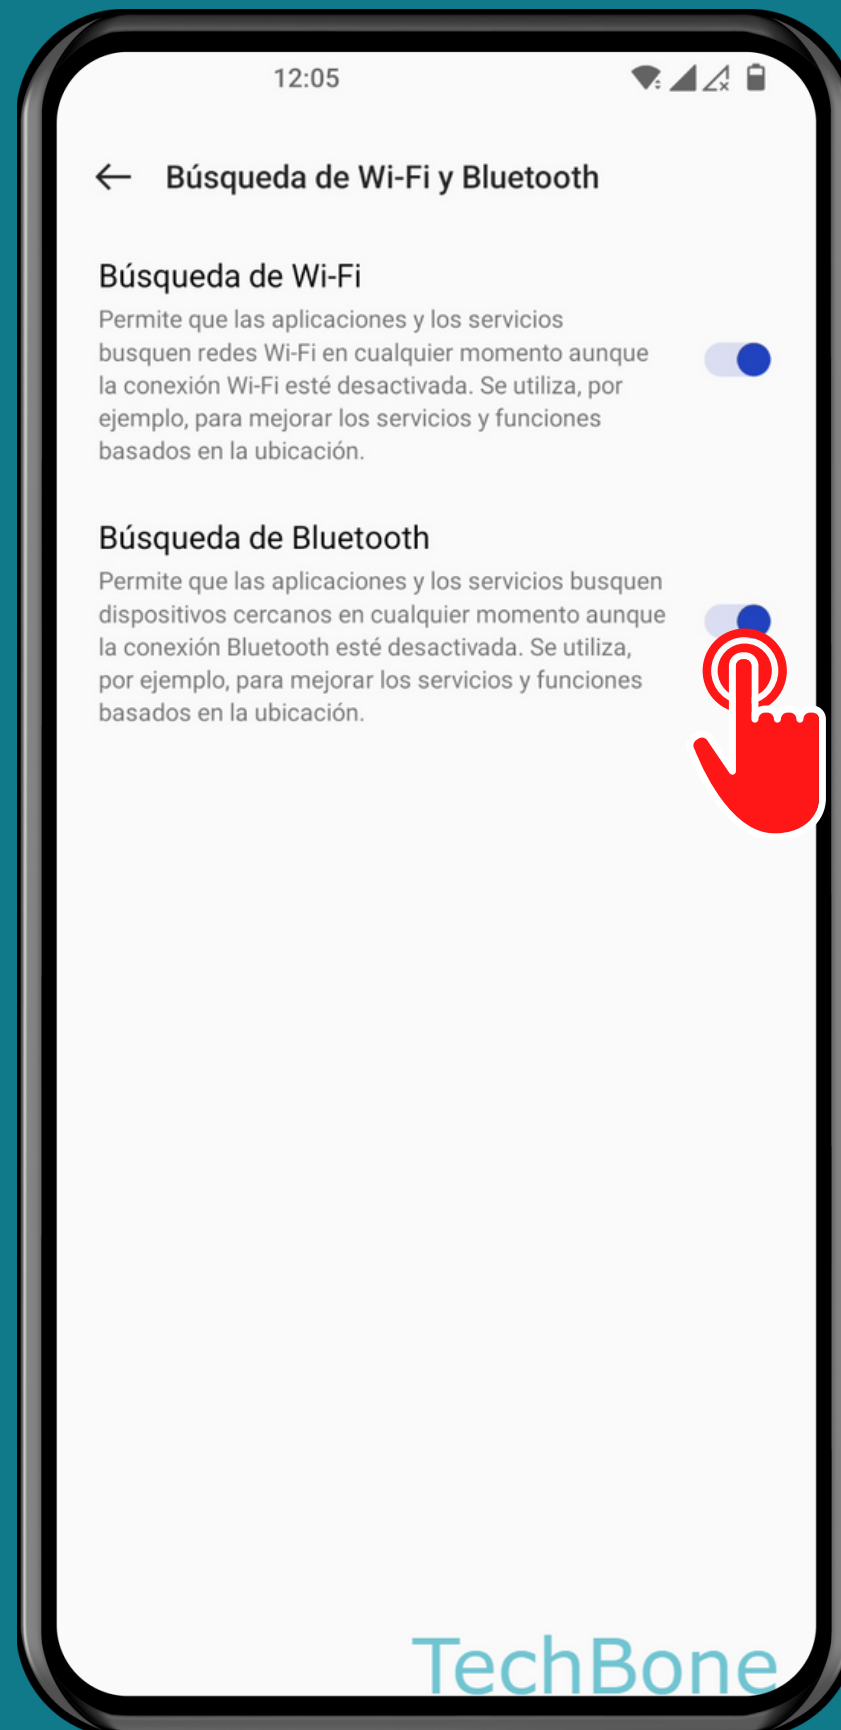 12:05
Búsqueda de Wi-Fi y Bluetooth
Búsqueda de Wi-Fi
Permite que las aplicaciones y los servicios
busquen redes Wi-Fi en cualquier momento aunque
la conexión Wi-Fi esté desactivada. Se utiliza, por
ejemplo, para mejorar los servicios y funciones
basados en la ubicación.
Búsqueda de Bluetooth
Permite que las aplicaciones y los servicios busquen
dispositivos cercanos en cualquier momento aunque
la conexión Bluetooth esté desactivada. Se utiliza,
por ejemplo, para mejorar los servicios y funciones
basados en la ubicación.
TechBone